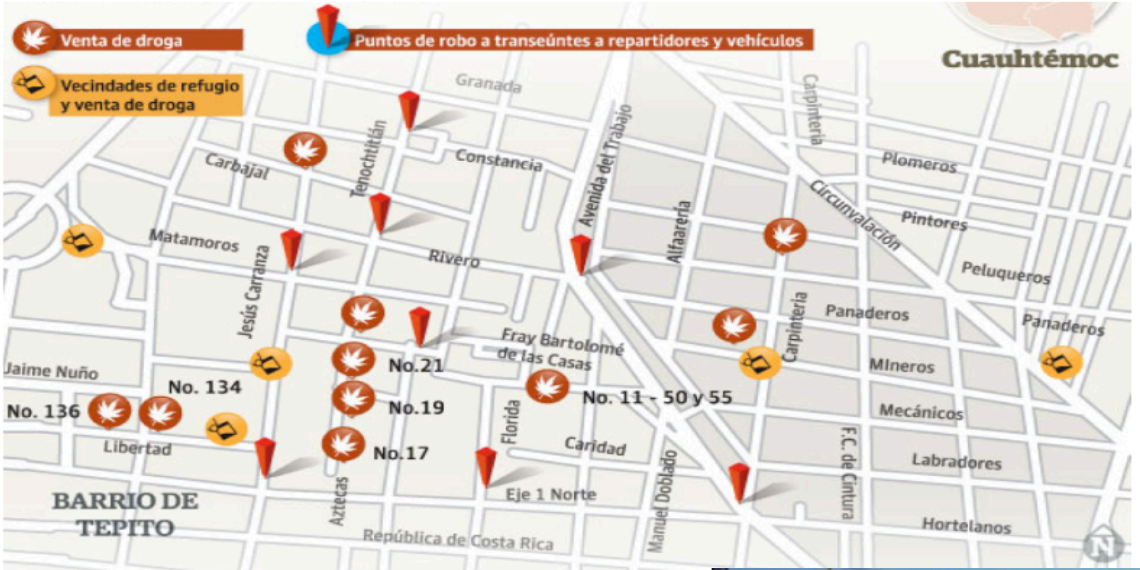 Venta de droga
Puntos de robo a transeúntes a repartidores y vehículos
Cuauhtémoc
Vecindades de refugio
y venta de droga
Granada
Carpintería
Tenochtitlán
Constancia
Avenida del Trabajo
Plomeros
Carbajal
Circunvalación
Alfaarería
Pintores
Matamoros
Rivero
Peluqueros
Jesús Carranza
Carpintería
Panaderos
Panaderos
Fray Bartolomé
de las Casas
Jaime Nuño
No.21
MIneros
No. 134
No. 11 - 50 y 55
No. 136
No.19
Mecánicos
Florida
Libertad
No.17
Caridad
F.C. de Cintura
Labradores
BARRIO DE
TEPITO
Aztecas
Eje 1 Norte
Manuel Doblado
República de Costa Rica
Hortelanos
N